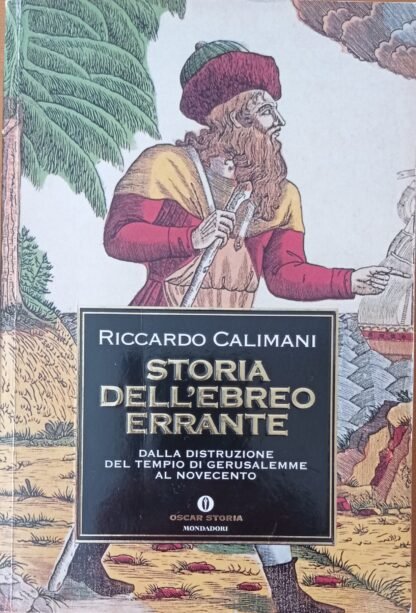 RICCARDO CALIMANI
STORIA
DELL'EBREO
ERRANTE
DALLA DISTRUZIONE
DEL TEMPIO DI GERUSALEMME
AL NOVECENTO
OSCAR STORIA
MONDADORI